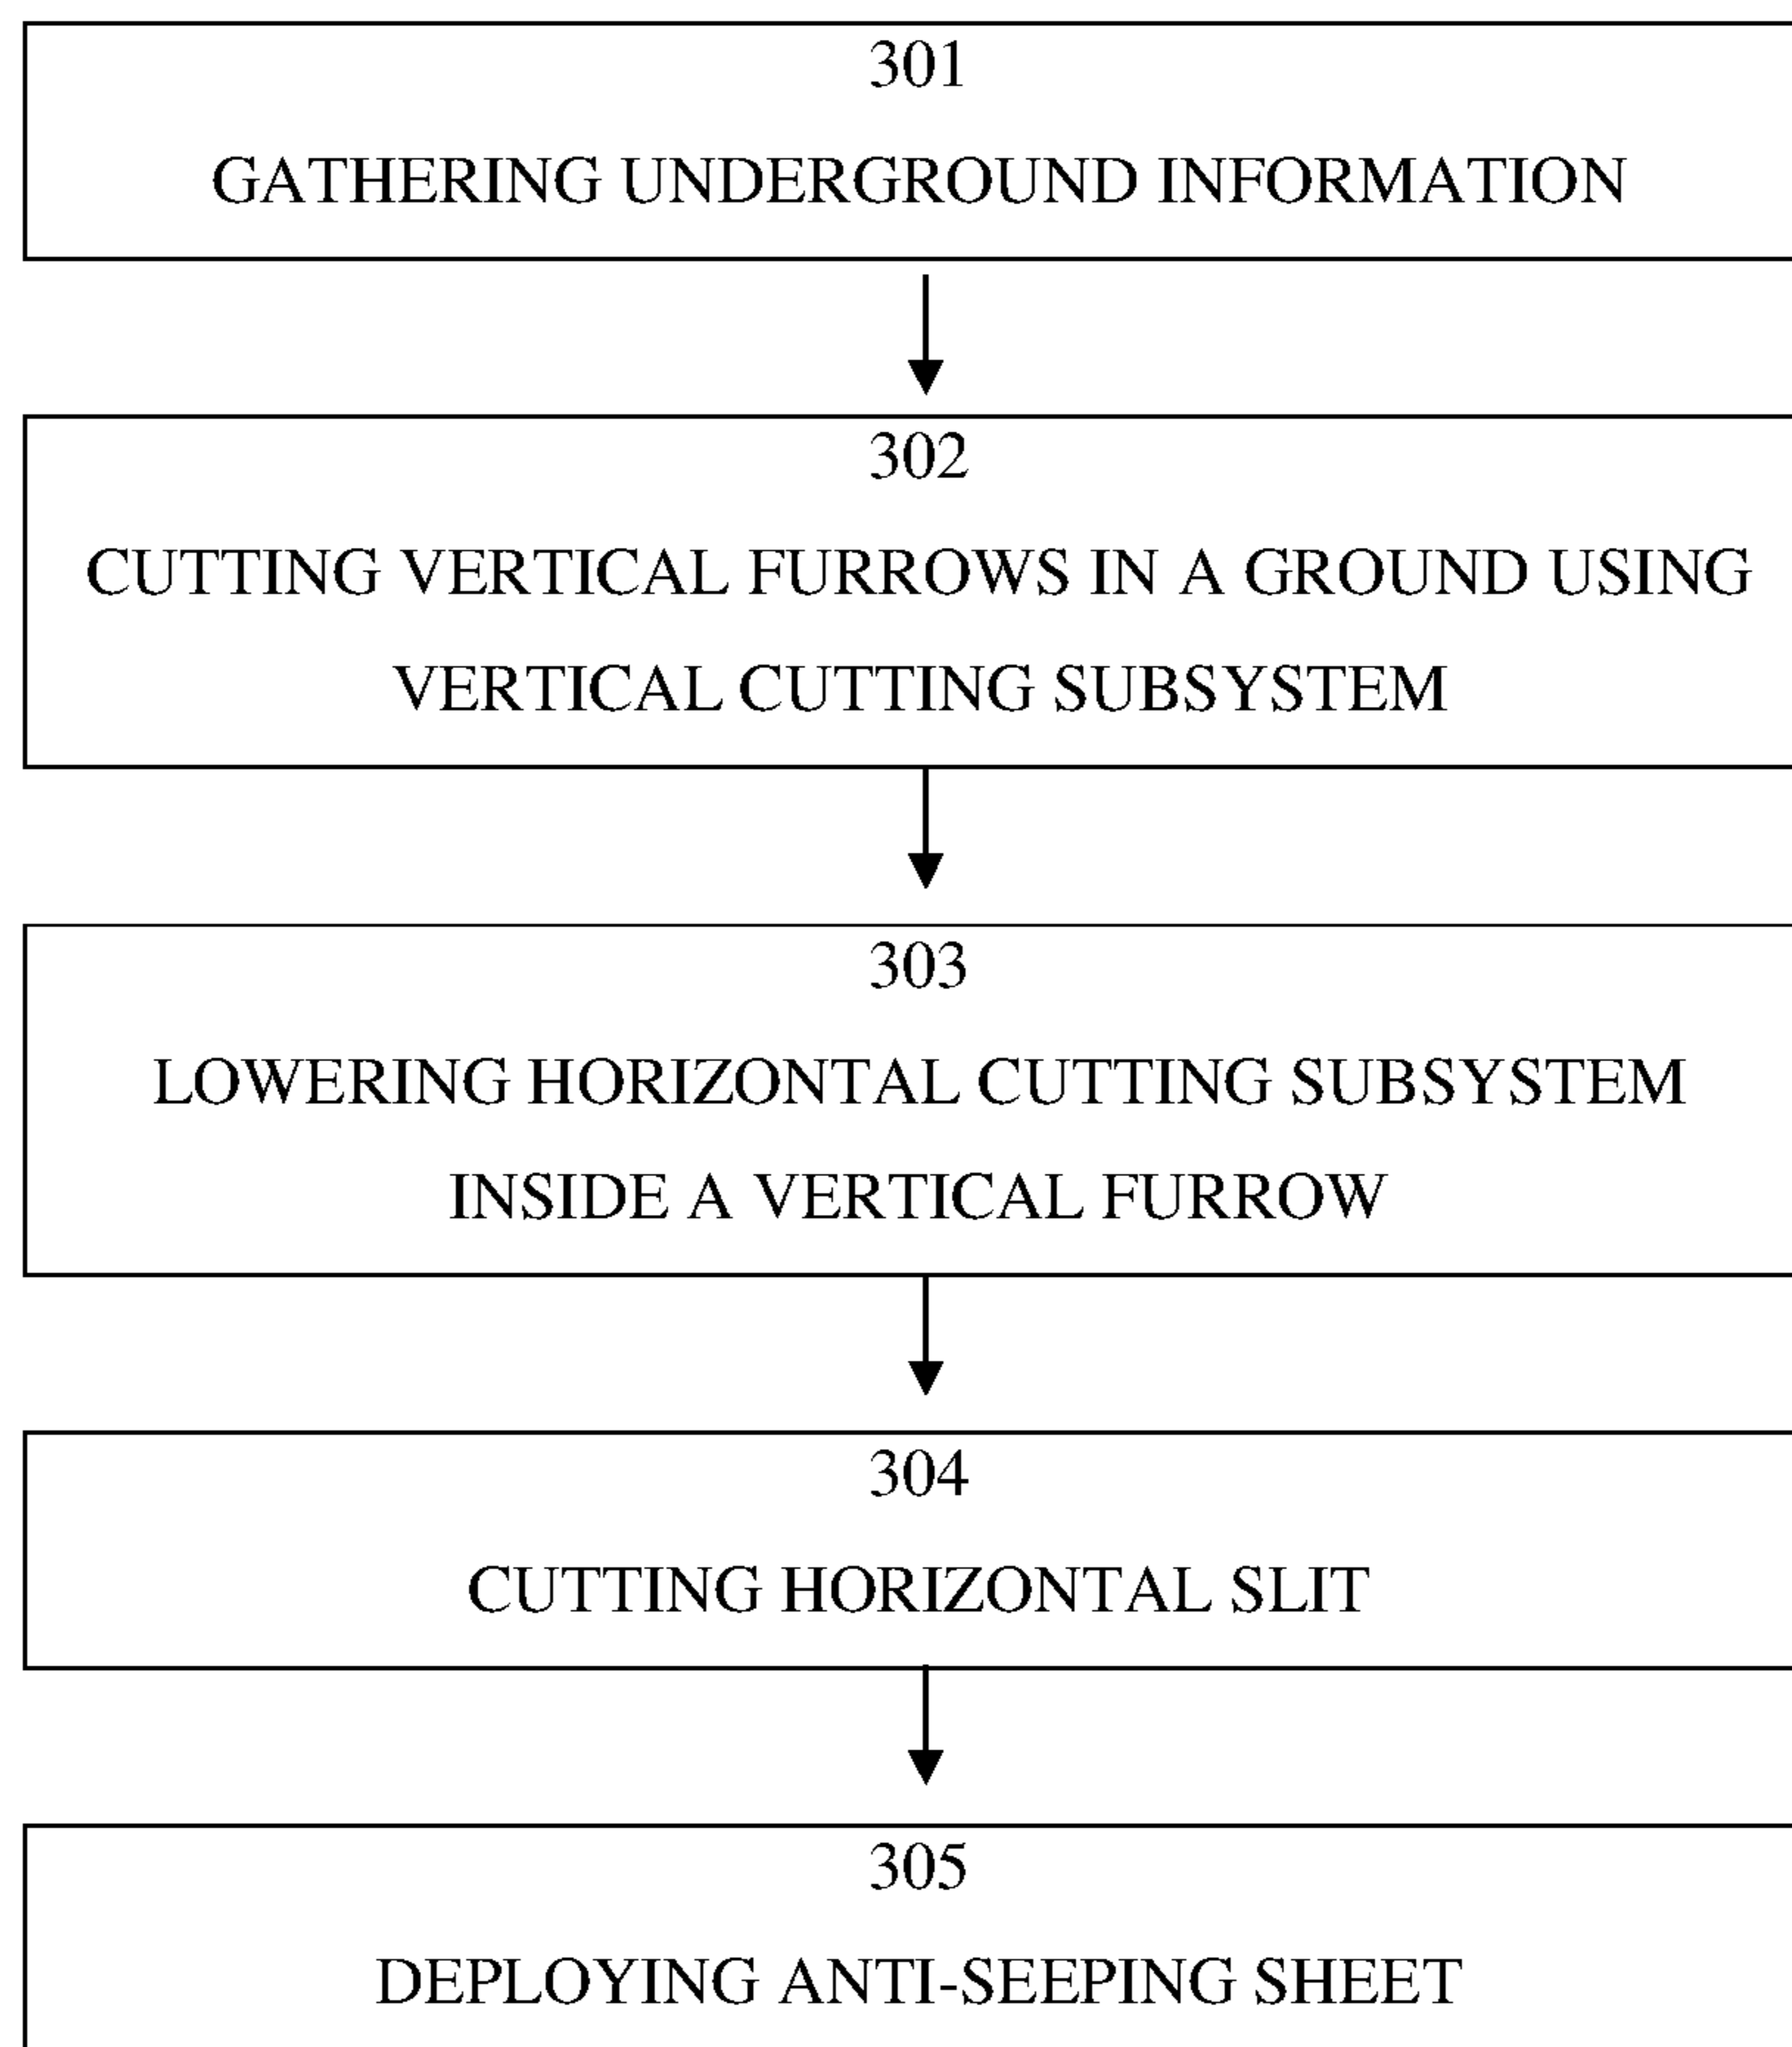 301
GATHERING UNDERGROUND INFORMATION
302
CUTTING VERTICAL FURROWS IN A GROUND USING
VERTICAL CUTTING SUBSYSTEM
303
LOWERING HORIZONTAL CUTTING SUBSYSTEM
INSIDE A VERTICAL FURROW
304
CUTTING HORIZONTAL SLIT
305
DEPLOYING ANTI-SEEPING SHEET